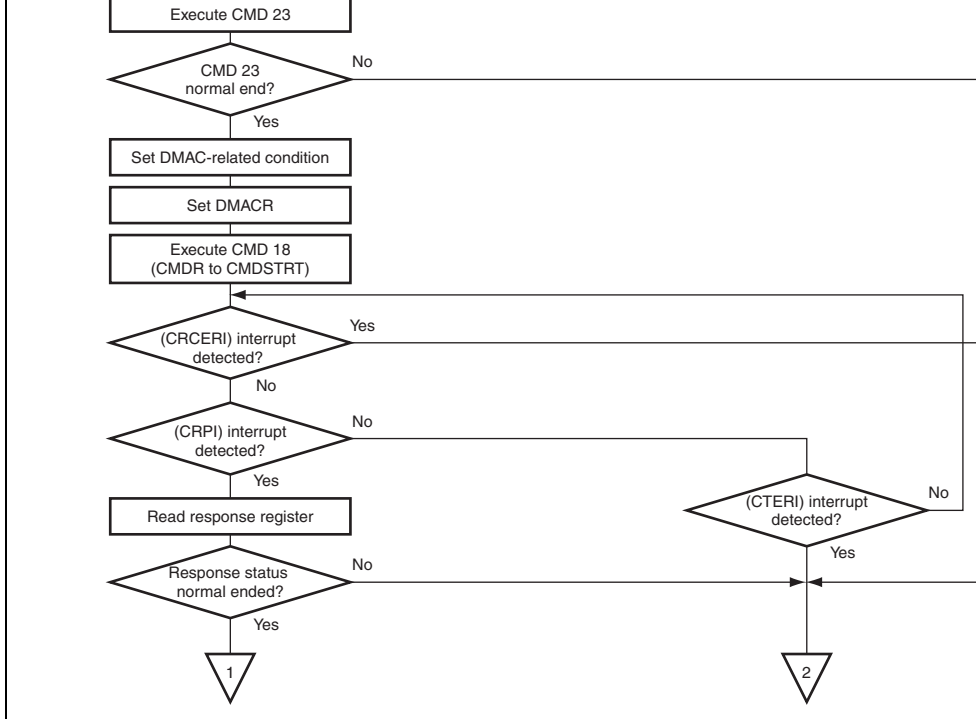 Execute CMD 23
CMD 23
normal end?
No
Yes
Set DMAC-related condition
Set DMACR
Execute CMD 18
(CMDR to CMDSTRT)
(CRCERI) interrupt
detected?
Yes
No
(CRPI) interrupt
detected?
No
Yes
(CTERI) interrupt
detected?
No
Yes
Read response register
Response status
normal ended?
No
Yes
1
2